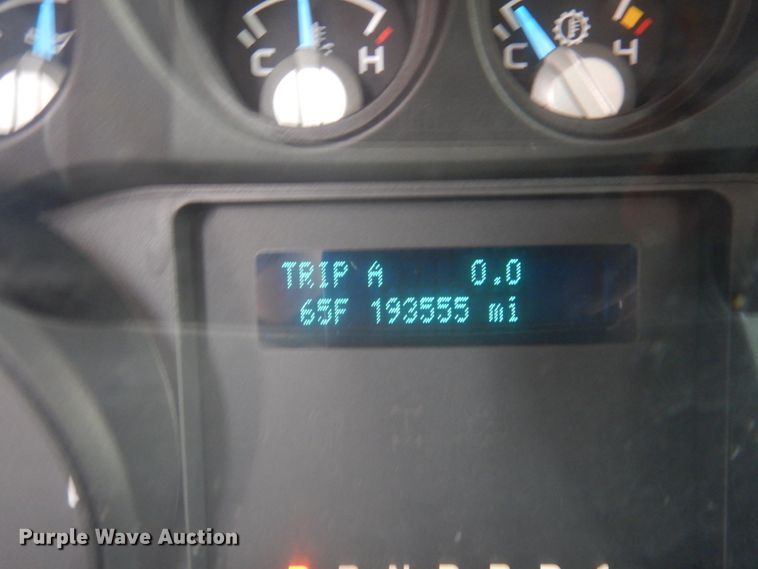 C H
C H
TRIP A 0.0
65F 193555 mi
Purple Wave Auction